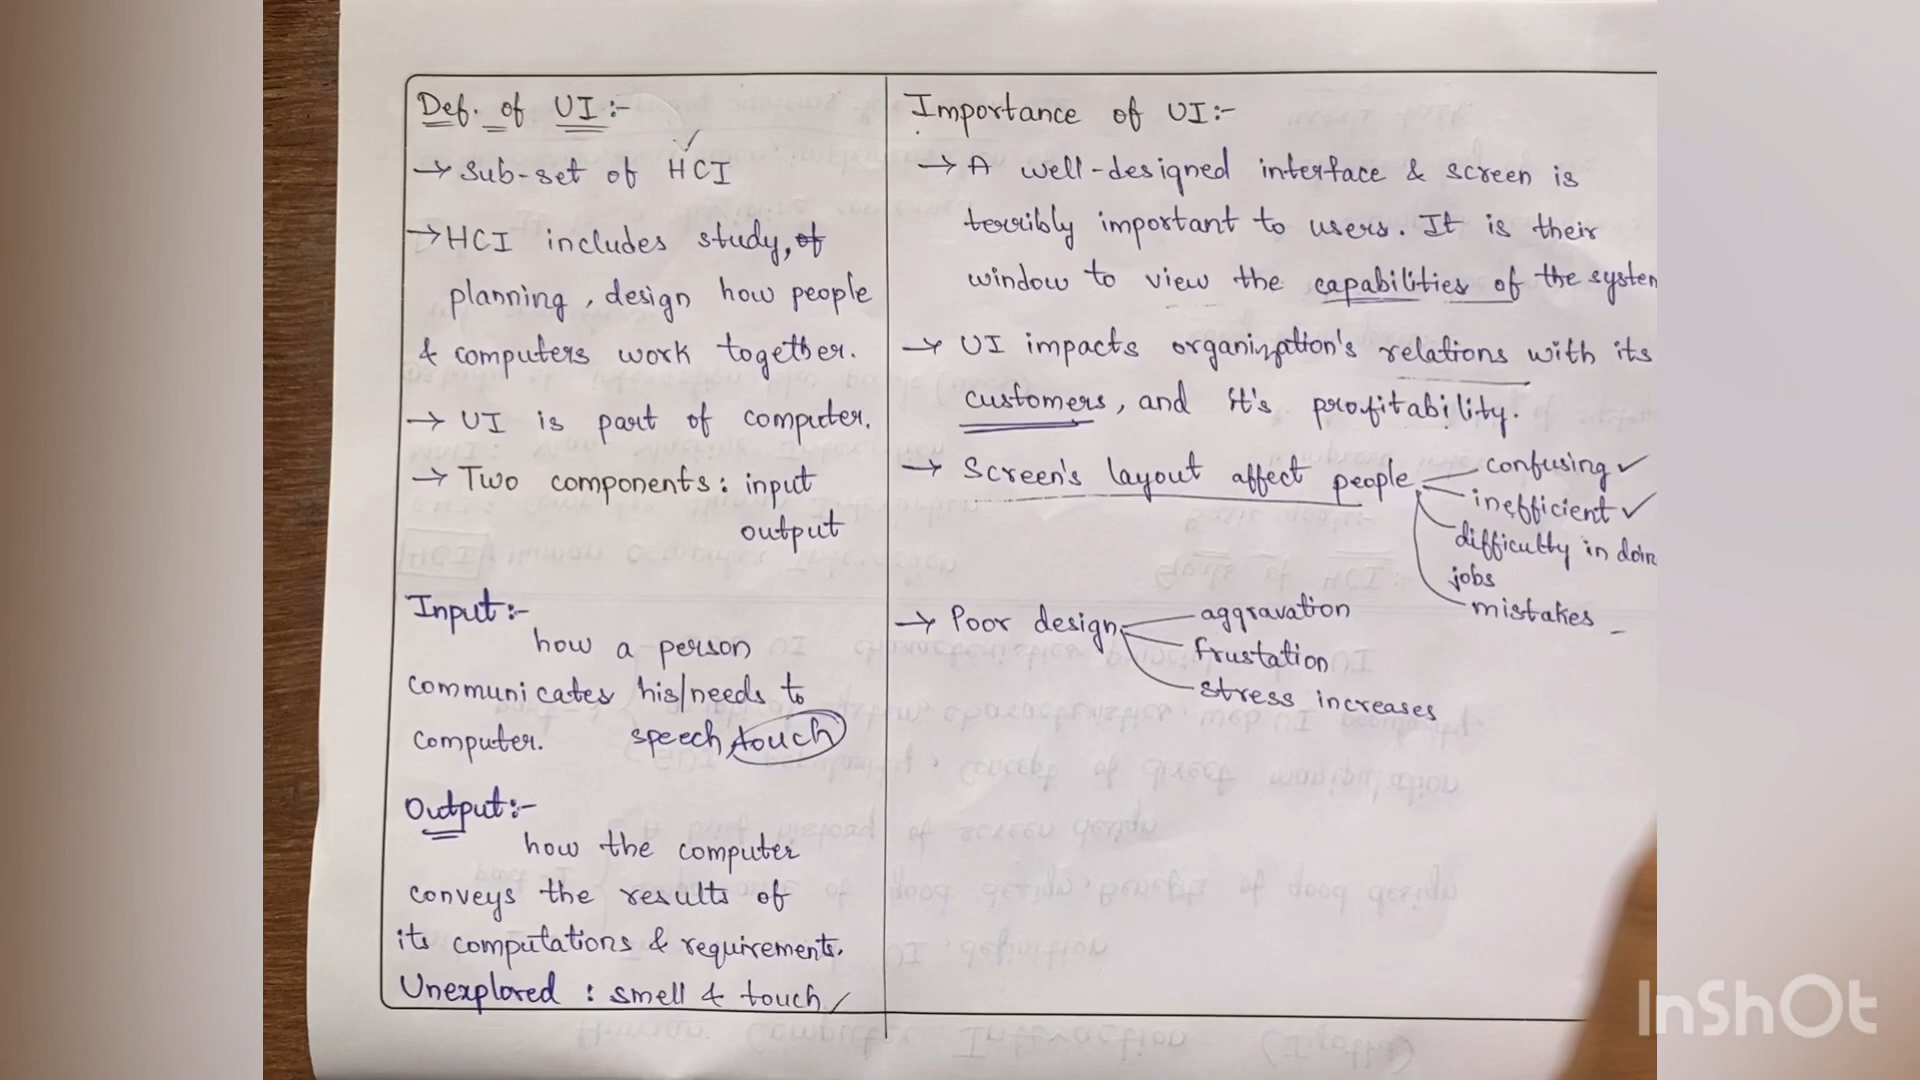 Def. of UI:-
→ Sub-set of HCI
→ HCI includes study, of
planning, design how people
& computers work together.
→ UI is part of computer.
→ Two components: input
output
Input:-
how a person
communicates his/needs to
computer. speech, touch
Output:-
how the computer
conveys the results of
its computations & requirements.
Unexplored : smell & touch
Importance of UI:-
→ A well-designed interface & screen is
terribly important to users. It is their
window to view the capabilities of the system
→ UI impacts organization's relations with its
customers, and it's profitability.
→ Screen's layout affect people confusing ✓
inefficient ✓
difficulty in doin
jobs
mistakes
→ Poor design aggravation
frustation
stress increases
InShOt